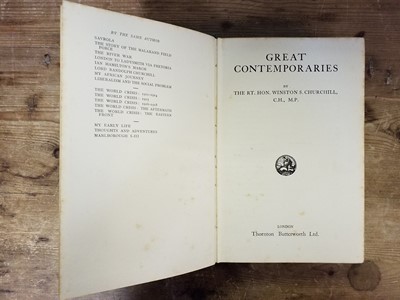 BY THE SAME AUTHOR
SAVROLA
THE STORY OF THE MALAKAND FIELD
FORCE
THE RIVER WAR
LONDON TO LADYSMITH VIA PRETORIA
IAN HAMILTON'S MARCH
LORD RANDOLPH CHURCHILL
MY AFRICAN JOURNEY
LIBERALISM AND THE SOCIAL PROBLEM
THE WORLD CRISIS: 1911-1914
THE WORLD CRISIS: 1915
THE WORLD CRISIS: 1916-1918
THE WORLD CRISIS: THE AFTERMATH
THE WORLD CRISIS: THE EASTERN
FRONT
MY EARLY LIFE
THOUGHTS AND ADVENTURES
MARLBOROUGH
GREAT
CONTEMPORARIES
BY
THE RT. HON. WINSTON S. CHURCHILL,
C.H., M.P.
LONDON
Thornton Butterworth Ltd.